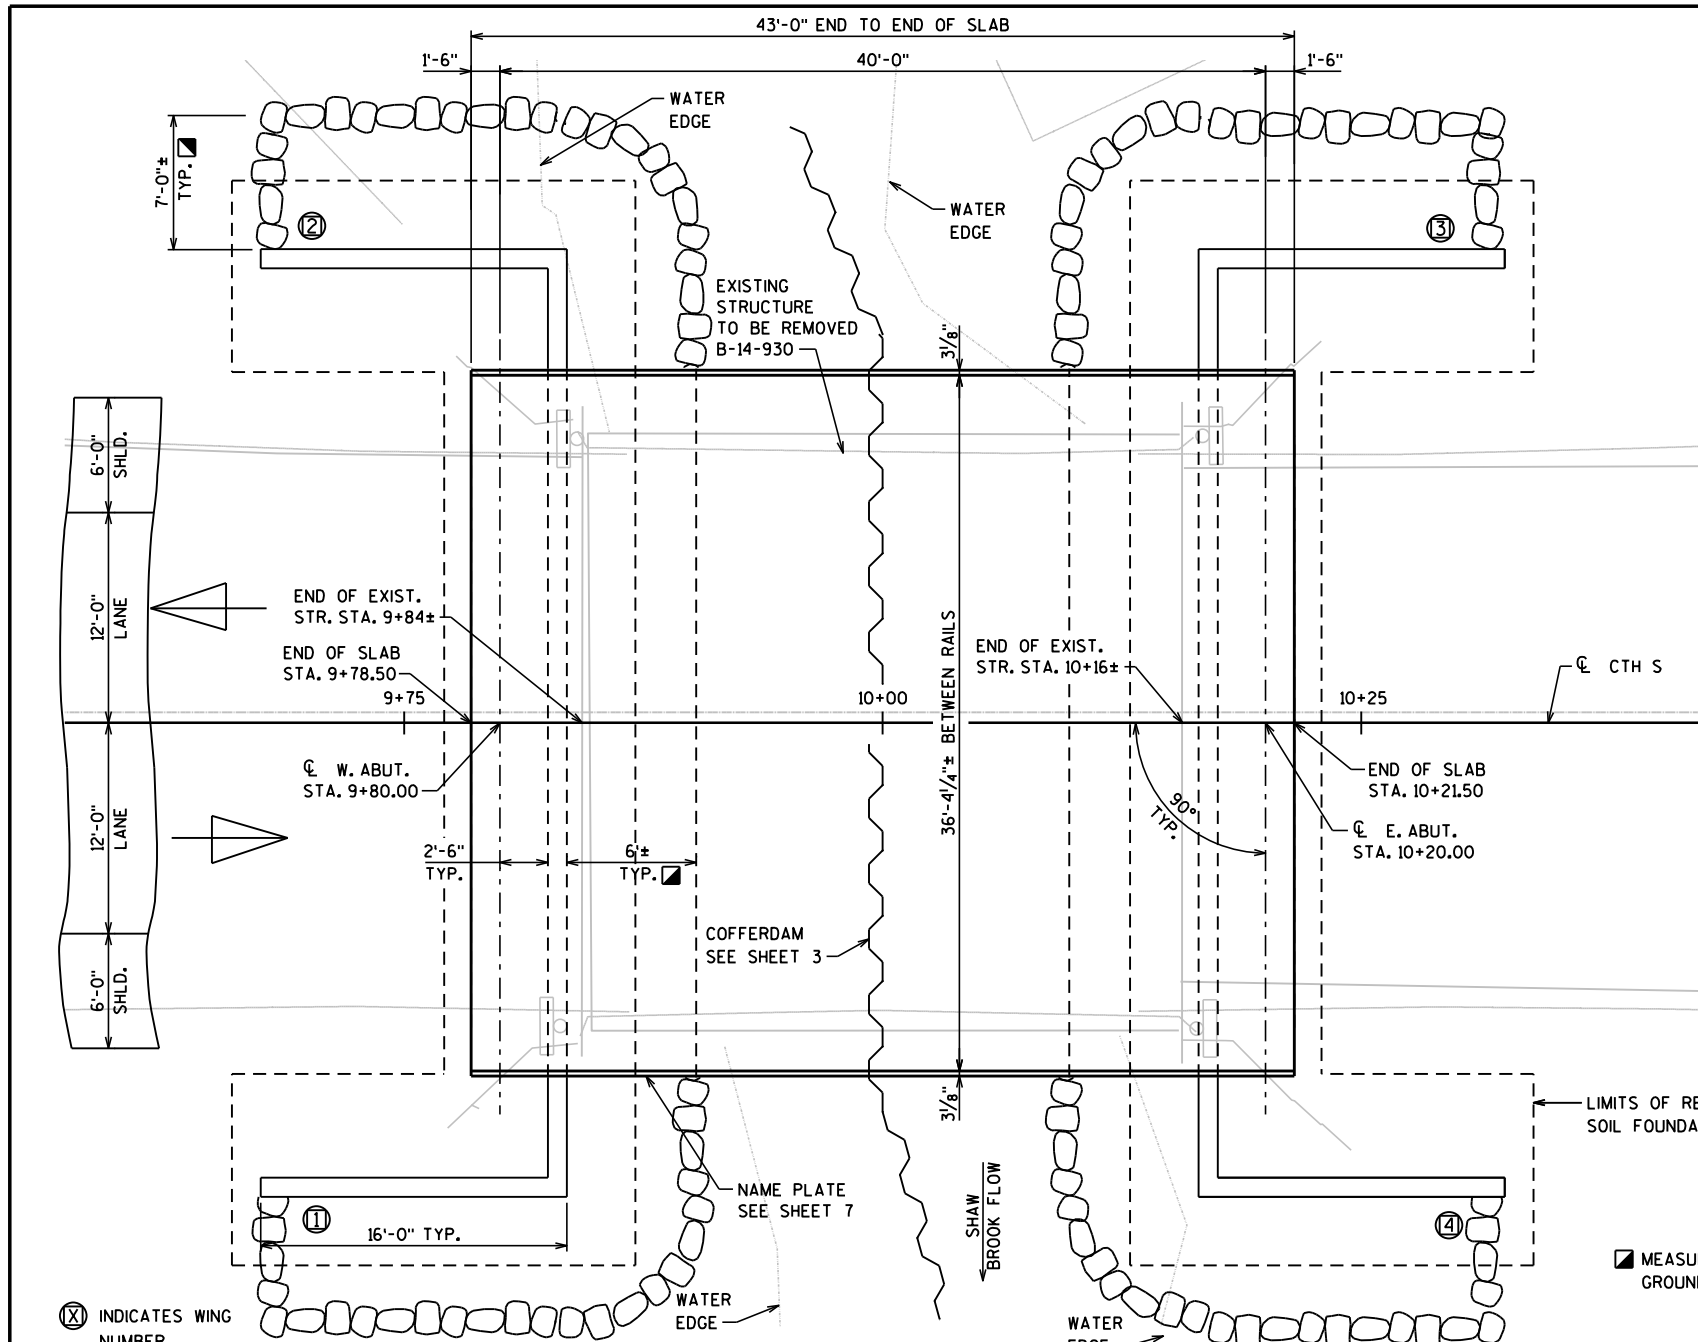 43'-0" END TO END OF SLAB
1'-6"
40'-0"
1'-6"
WATER
EDGE
7'-0"±
TYP.
2
WATER
EDGE
3
EXISTING
STRUCTURE
TO BE REMOVED
B-14-930
3 1/8"
6'-0"
SHLD.
12'-0"
LANE
END OF EXIST.
STR. STA. 9+84±
END OF SLAB
STA. 9+78.50
9+75
10+00
36'-4 1/4"± BETWEEN RAILS
END OF EXIST.
STR. STA. 10+16±
10+25
℄ CTH S
℄ W. ABUT.
STA. 9+80.00
END OF SLAB
STA. 10+21.50
90°
TYP.
℄ E. ABUT.
STA. 10+20.00
12'-0"
LANE
2'-6"
TYP.
6'±
TYP.
COFFERDAM
SEE SHEET 3
6'-0"
SHLD.
3 1/8"
LIMITS OF RE
SOIL FOUNDA
NAME PLATE
SEE SHEET 7
SHAW
BROOK FLOW
1
16'-0" TYP.
4
MEASU
GROUN
X INDICATES WING
NUMBER
WATER
EDGE
WATER
EDGE